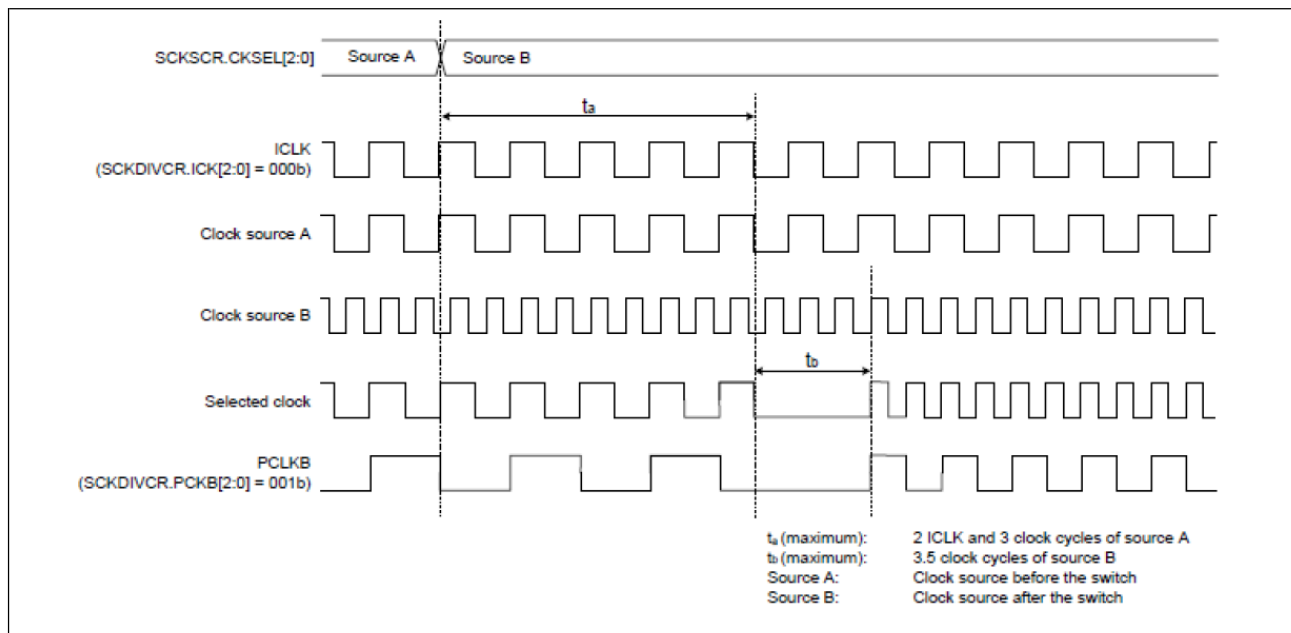 SCKSCR.CKSEL[2:0] Source A Source B
ta
ICLK
(SCKDIVCR.ICK[2:0] = 000b)
Clock source A
Clock source B
tb
Selected clock
PCLKB
(SCKDIVCR.PCKB[2:0] = 001b)
ta (maximum): 2 ICLK and 3 clock cycles of source A
tb (maximum): 3.5 clock cycles of source B
Source A: Clock source before the switch
Source B: Clock source after the switch